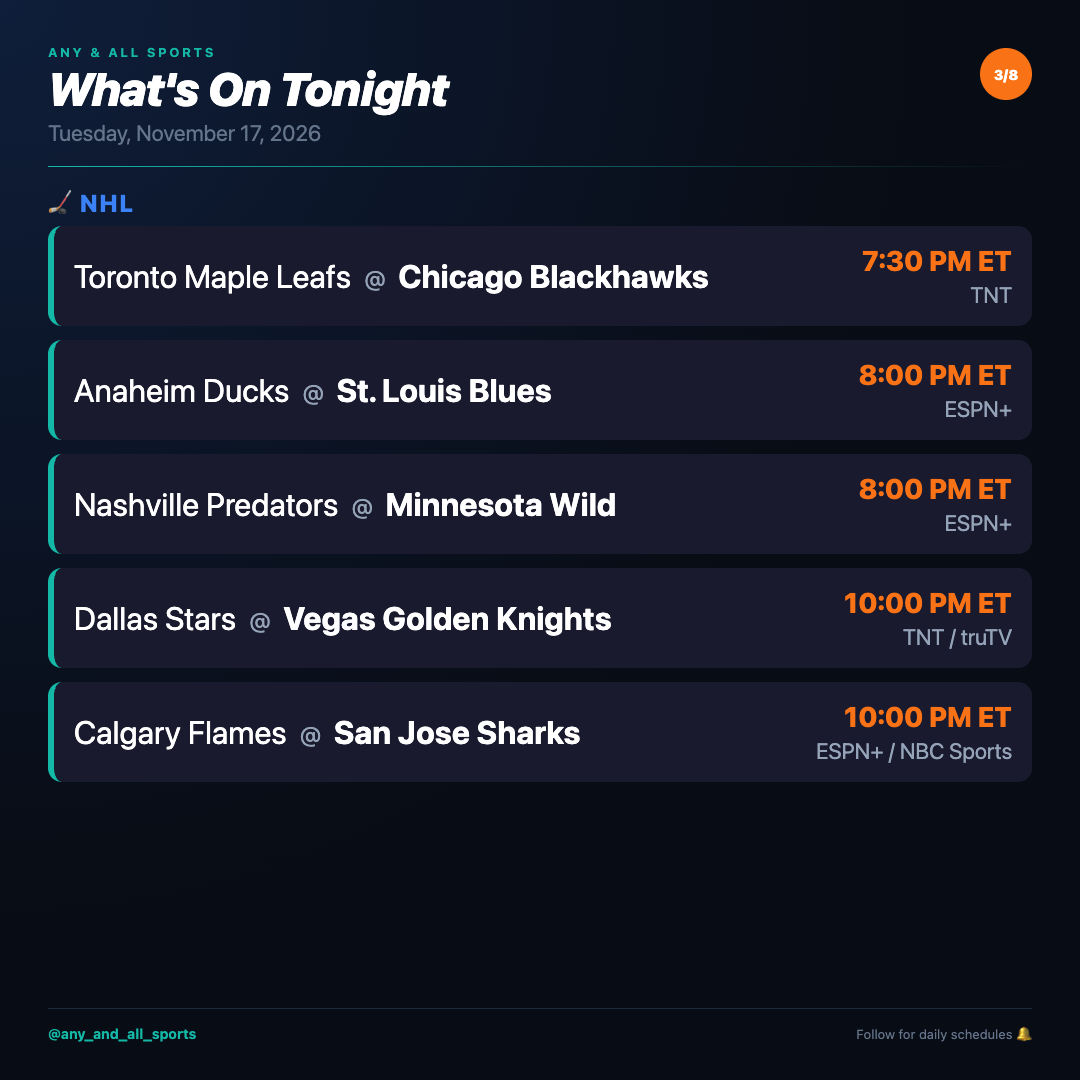 ANY & ALL SPORTS
What's On Tonight
Tuesday, November 17, 2026
3/8
NHL
Toronto Maple Leafs @ Chicago Blackhawks
7:30 PM ET
TNT
Anaheim Ducks @ St. Louis Blues
8:00 PM ET
ESPN+
Nashville Predators @ Minnesota Wild
8:00 PM ET
ESPN+
Dallas Stars @ Vegas Golden Knights
10:00 PM ET
TNT / truTV
Calgary Flames @ San Jose Sharks
10:00 PM ET
ESPN+ / NBC Sports
@any_and_all_sports
Follow for daily schedules 🔔